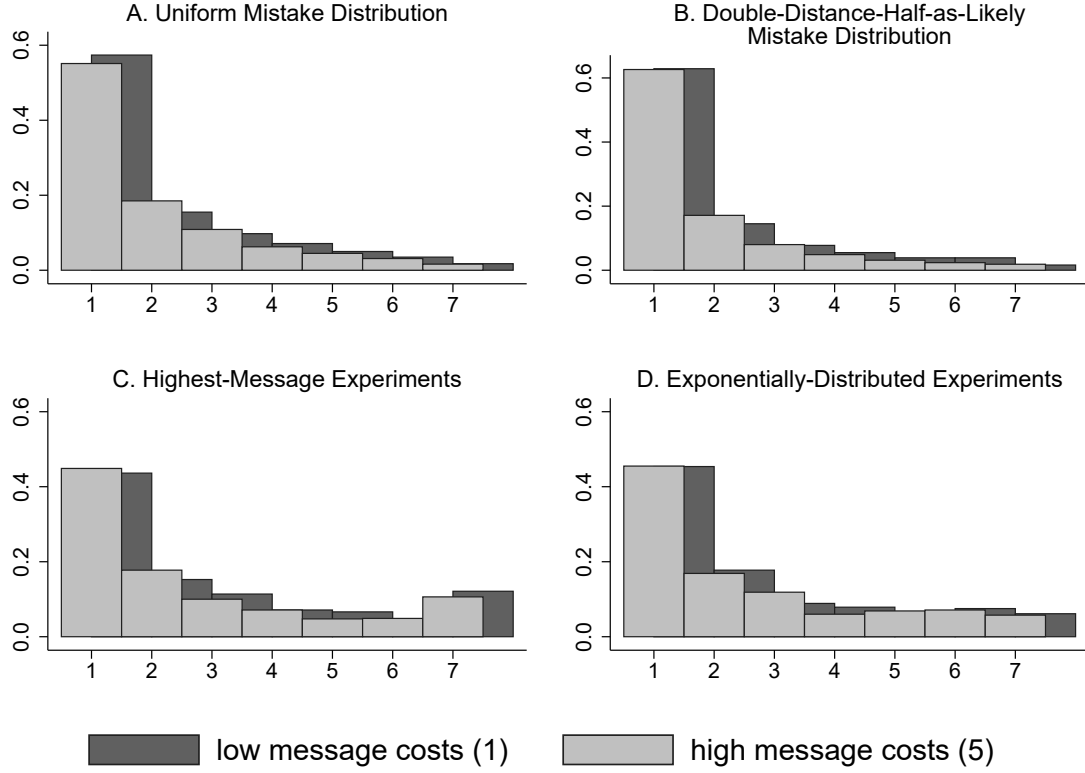 A. Uniform Mistake Distribution
0.6
0.4
0.2
0.0
1 2 3 4 5 6 7
B. Double-Distance-Half-as-Likely
Mistake Distribution
0.6
0.4
0.2
0.0
1 2 3 4 5 6 7
C. Highest-Message Experiments
0.6
0.4
0.2
0.0
1 2 3 4 5 6 7
D. Exponentially-Distributed Experiments
0.6
0.4
0.2
0.0
1 2 3 4 5 6 7
low message costs (1)
high message costs (5)